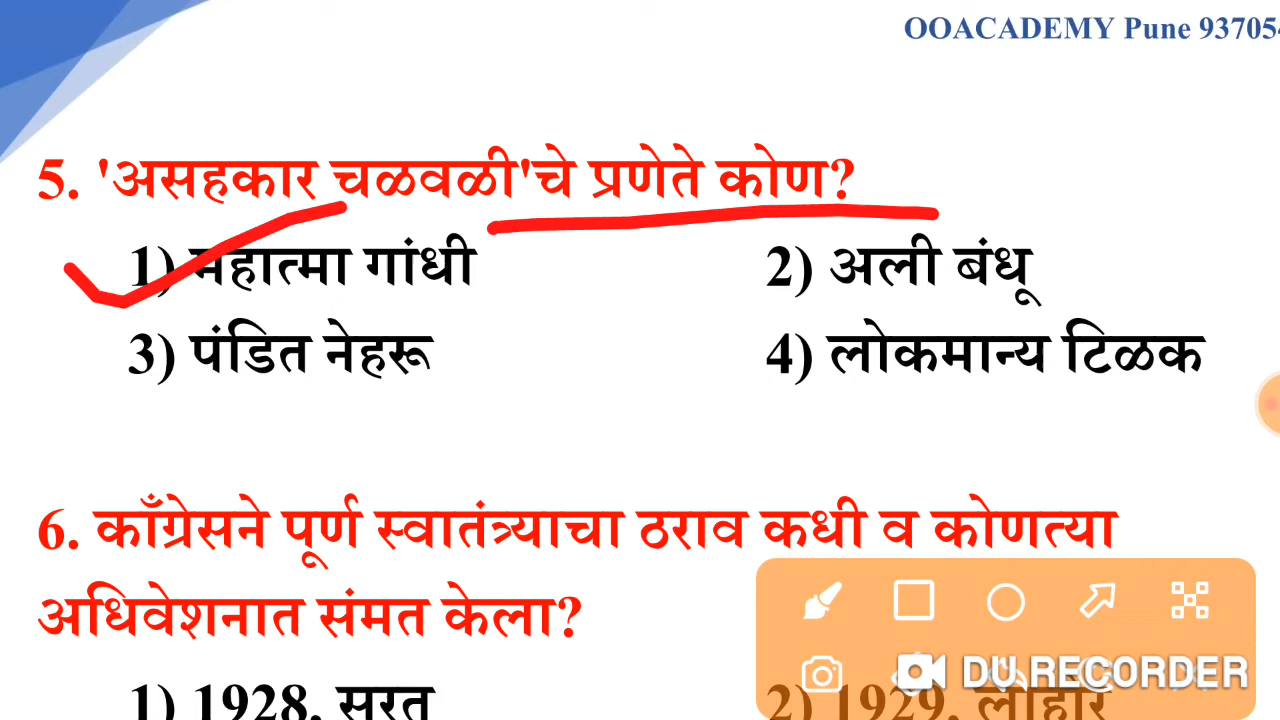 OOACADEMY Pune 93705
5. 'असहकार चळवळी'चे प्रणेते कोण?
1) महात्मा गांधी 2) अली बंधू
3) पंडित नेहरू 4) लोकमान्य टिळक
6. काँग्रेसने पूर्ण स्वातंत्र्याचा ठराव कधी व कोणत्या
अधिवेशनात संमत केला?
DU RECORDER
1) 1928, सुरत 2) 1929, लाहोर